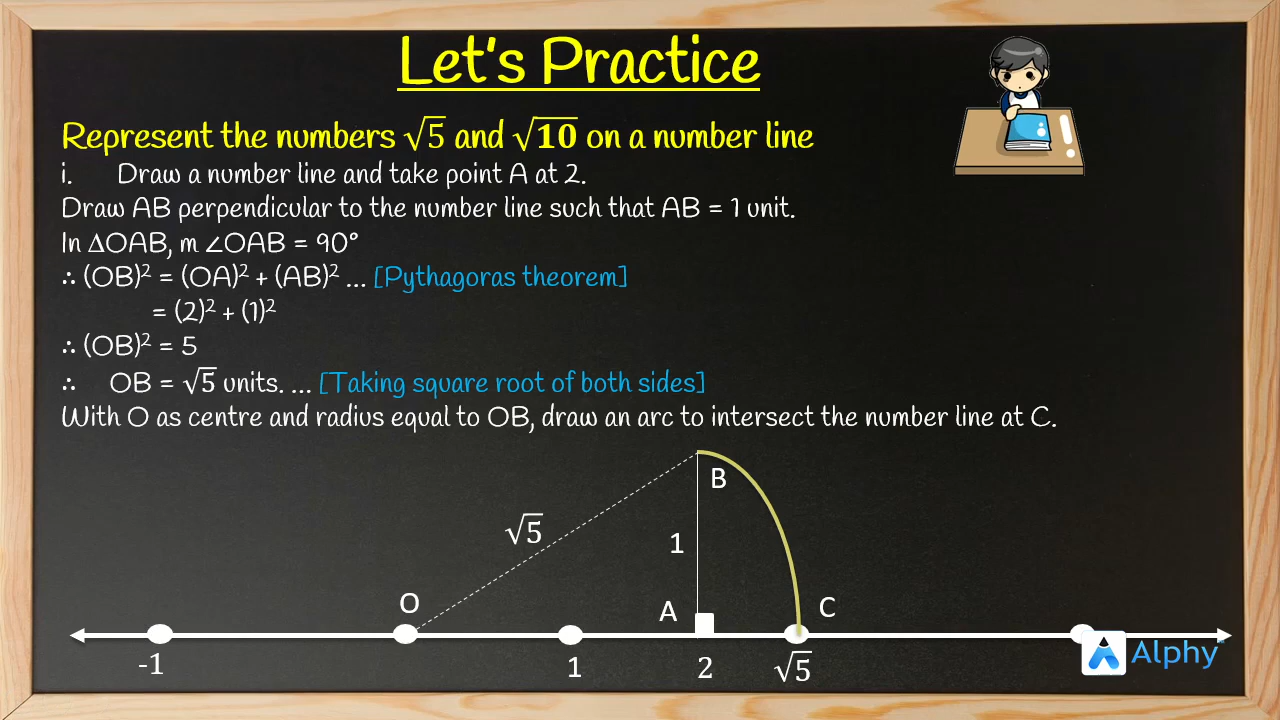 Let's Practice
Represent the numbers √5 and √10 on a number line
i. Draw a number line and take point A at 2.
Draw AB perpendicular to the number line such that AB = 1 unit.
In ∆OAB, m ∠OAB = 90°
∴ (OB)² = (OA)² + (AB)² ... [Pythagoras theorem]
= (2)² + (1)²
∴ (OB)² = 5
∴ OB = √5 units. ... [Taking square root of both sides]
With O as centre and radius equal to OB, draw an arc to intersect the number line at C.
B
√5
1
O
A
C
-1
1
2
√5
Alphy